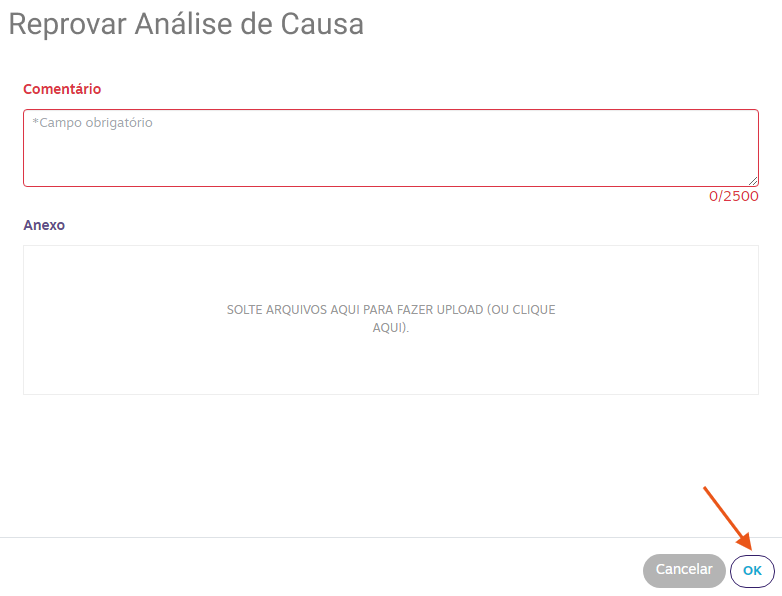 Reprovar Análise de Causa
Comentário
*Campo obrigatório
0/2500
Anexo
SOLTE ARQUIVOS AQUI PARA FAZER UPLOAD (OU CLIQUE
AQUI).
Cancelar
OK